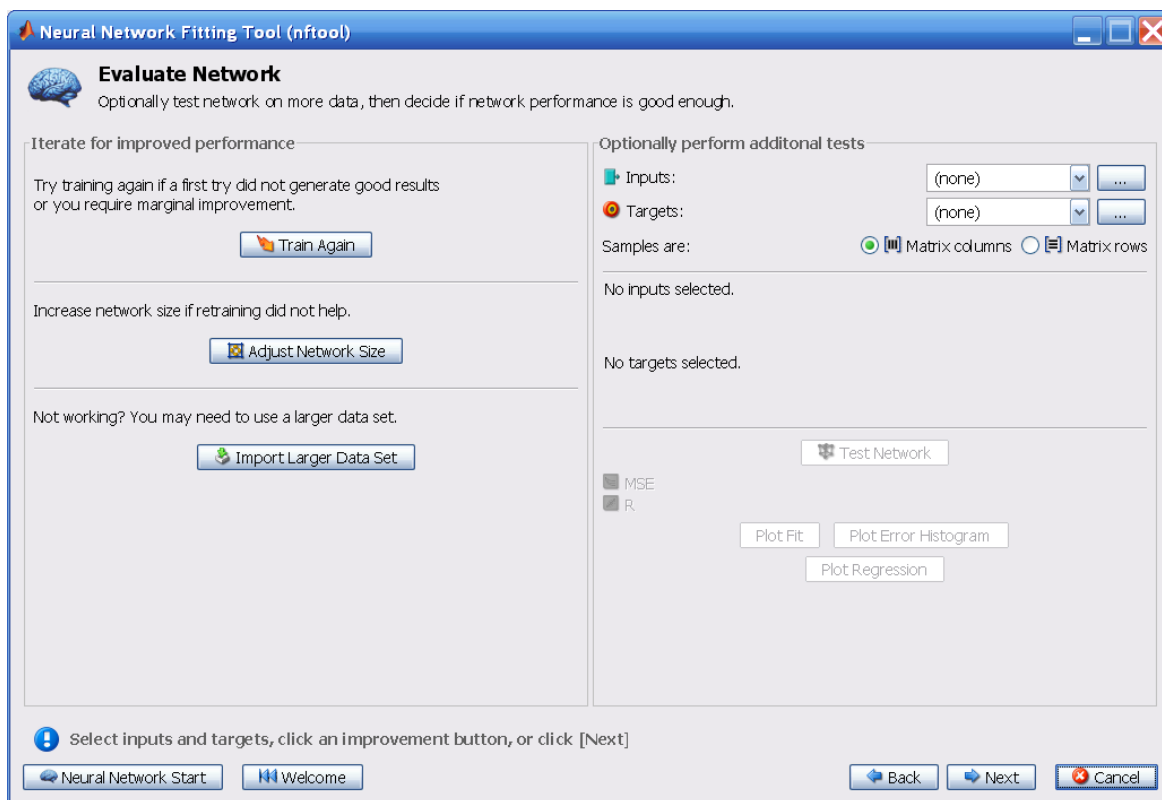 Neural Network Fitting Tool (nftool)
Evaluate Network
Optionally test network on more data, then decide if network performance is good enough.
Iterate for improved performance
Try training again if a first try did not generate good results
or you require marginal improvement.
Train Again
Increase network size if retraining did not help.
Adjust Network Size
Not working? You may need to use a larger data set.
Import Larger Data Set
Optionally perform additonal tests
Inputs: (none) ...
Targets: (none) ...
Samples are: Matrix columns Matrix rows
No inputs selected.
No targets selected.
Test Network
MSE
R
Plot Fit Plot Error Histogram
Plot Regression
Select inputs and targets, click an improvement button, or click [Next]
Neural Network Start Welcome Back Next Cancel